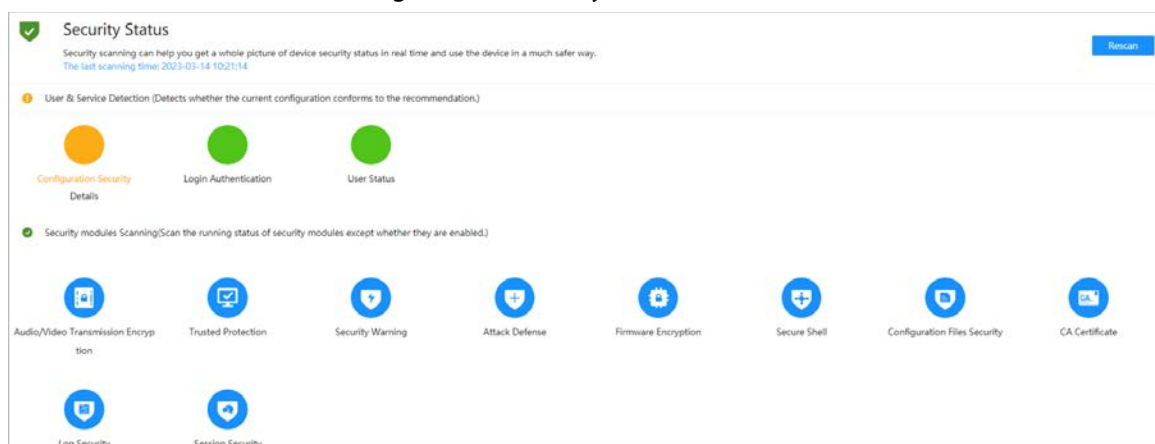 Security Status
Security scanning can help you get a whole picture of device security status in real time and use the device in a much safer way.
The last scanning time: 2023-03-14 10:21:14
Rescan
User & Service Detection (Detects whether the current configuration conforms to the recommendation.)
Configuration Security
Login Authentication
User Status
Details
Security modules Scanning(Scan the running status of security modules except whether they are enabled.)
Audio/Video Transmission Encryp
tion
Trusted Protection
Security Warning
Attack Defense
Firmware Encryption
Secure Shell
Configuration Files Security
CA Certificate
Log Security
Session Security